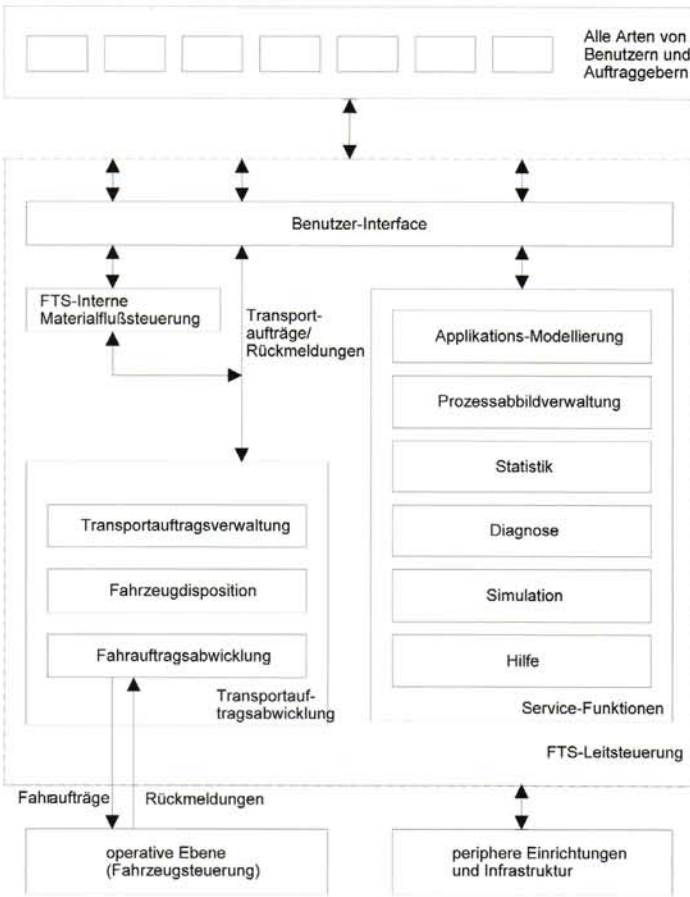 Alle Arten von
Benutzern und
Auftraggebern
Benutzer-Interface
FTS-Interne
Materialflußsteuerung
Transport-
aufträge/
Rückmeldungen
Applikations-Modellierung
Prozessabbildverwaltung
Statistik
Diagnose
Simulation
Hilfe
Service-Funktionen
Transportauftragsverwaltung
Fahrzeugdisposition
Fahrauftragsabwicklung
Transportauf-
tragsabwicklung
FTS-Leitsteuerung
Fahraufträge
Rückmeldungen
operative Ebene
(Fahrzeugsteuerung)
periphere Einrichtungen
und Infrastruktur